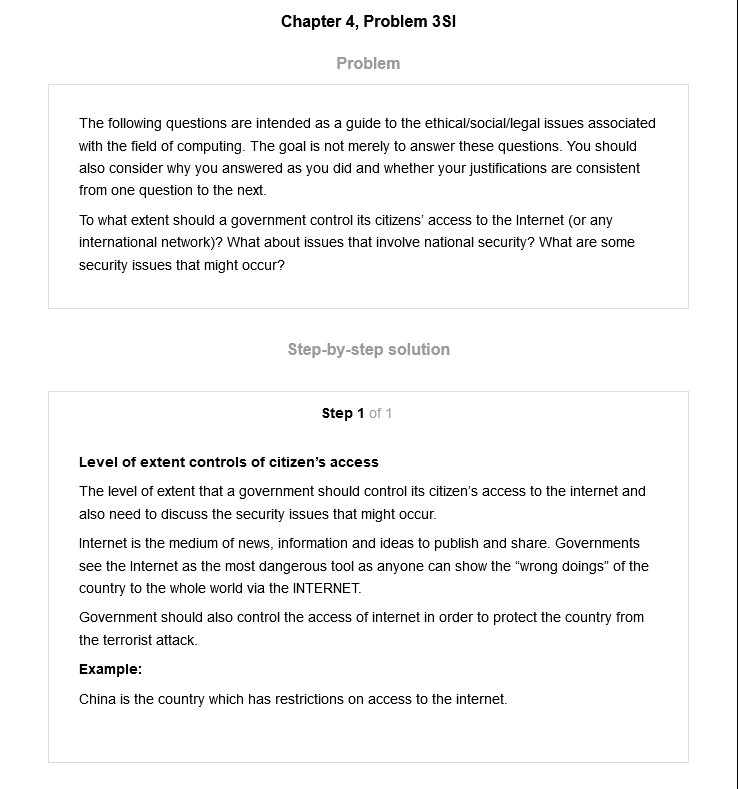 Chapter 4, Problem 3SI
Problem
The following questions are intended as a guide to the ethical/social/legal issues associated
with the field of computing. The goal is not merely to answer these questions. You should
also consider why you answered as you did and whether your justifications are consistent
from one question to the next.
To what extent should a government control its citizens’ access to the Internet (or any
international network)? What about issues that involve national security? What are some
security issues that might occur?
Step-by-step solution
Step 1 of 1
Level of extent controls of citizen’s access
The level of extent that a government should control its citizen’s access to the internet and
also need to discuss the security issues that might occur.
Internet is the medium of news, information and ideas to publish and share. Governments
see the Internet as the most dangerous tool as anyone can show the “wrong doings” of the
country to the whole world via the INTERNET.
Government should also control the access of internet in order to protect the country from
the terrorist attack.
Example:
China is the country which has restrictions on access to the internet.